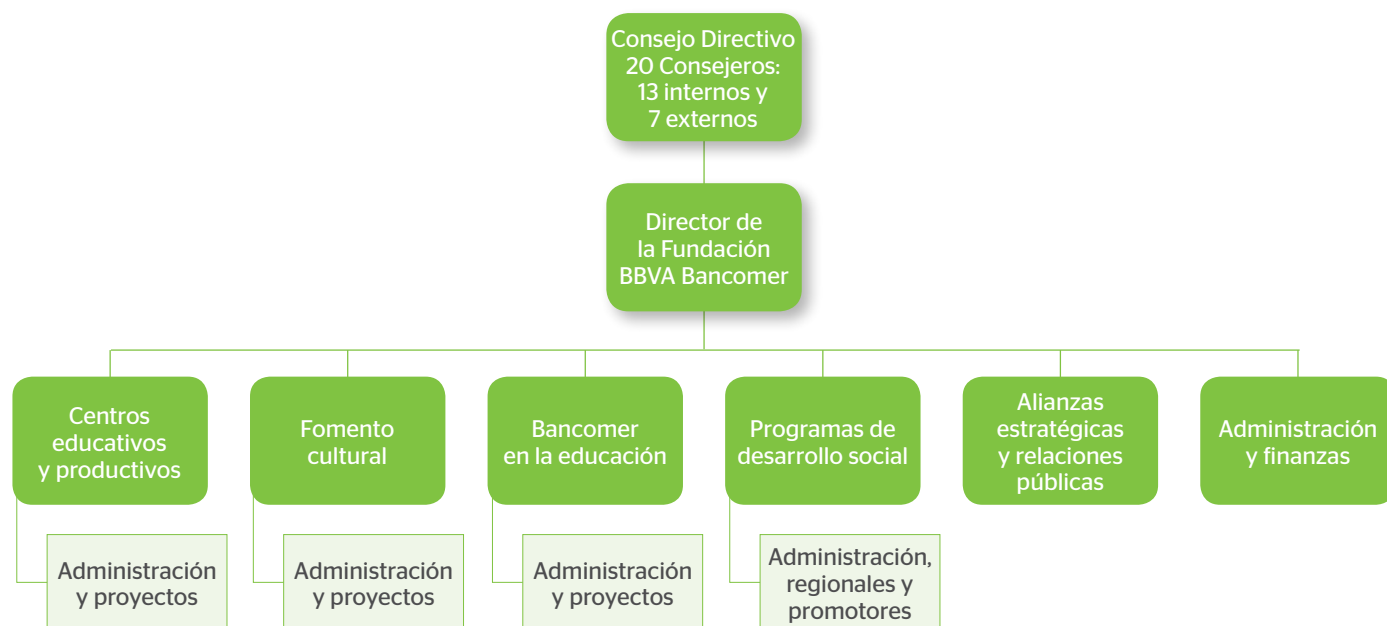 Consejo Directivo
20 Consejeros:
13 internos y
7 externos
Director de
la Fundación
BBVA Bancomer
Centros
educativos
y productivos
Fomento
cultural
Bancomer
en la educación
Programas de
desarrollo social
Alianzas
estratégicas
y relaciones
públicas
Administración
y finanzas
Administración
y proyectos
Administración
y proyectos
Administración
y proyectos
Administración,
regionales y
promotores